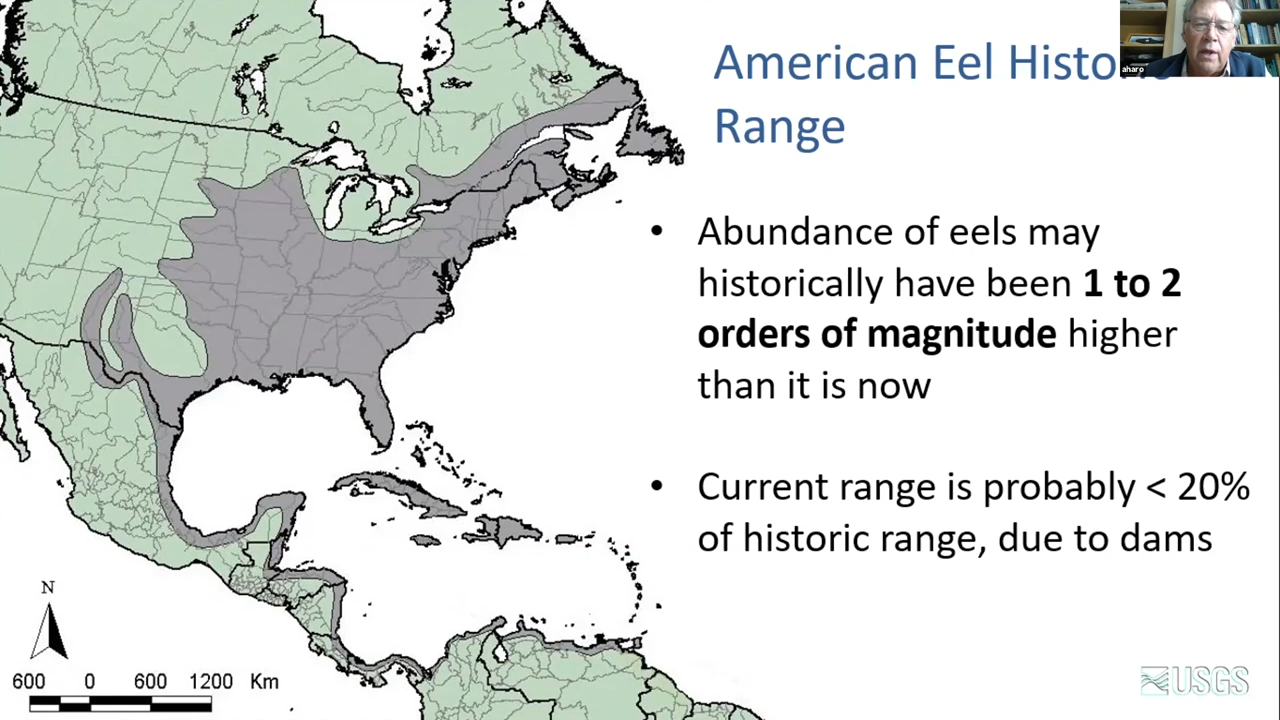 American Eel Histo
Range
aharo
• Abundance of eels may
historically have been 1 to 2
orders of magnitude higher
than it is now
• Current range is probably < 20%
of historic range, due to dams
N
600 0 600 1200 Km
USGS